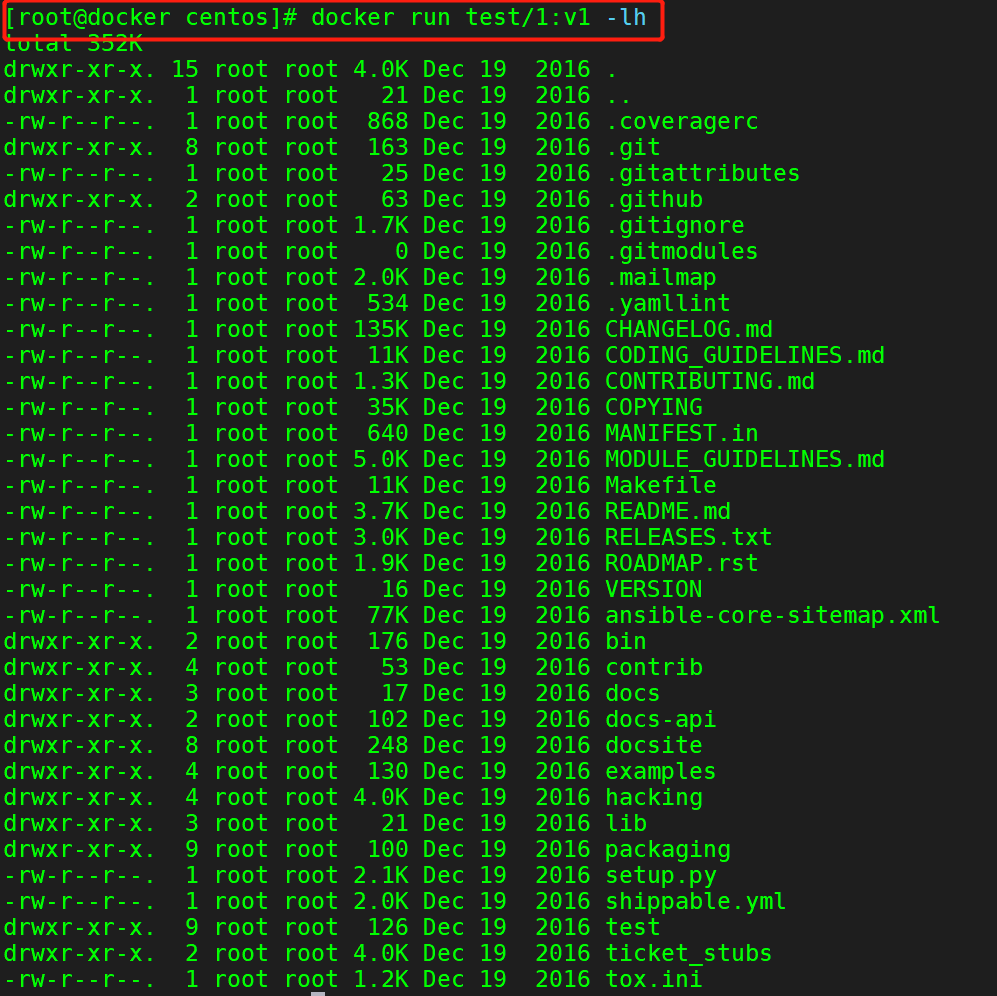 [root@docker centos]# docker run test/1:v1 -lh
total 352K
drwxr-xr-x. 15 root root 4.0K Dec 19  2016 .
drwxr-xr-x.  1 root root   21 Dec 19  2016 ..
-rw-r--r--.  1 root root  868 Dec 19  2016 .coveragerc
drwxr-xr-x.  8 root root  163 Dec 19  2016 .git
-rw-r--r--.  1 root root   25 Dec 19  2016 .gitattributes
drwxr-xr-x.  2 root root   63 Dec 19  2016 .github
-rw-r--r--.  1 root root 1.7K Dec 19  2016 .gitignore
-rw-r--r--.  1 root root    0 Dec 19  2016 .gitmodules
-rw-r--r--.  1 root root 2.0K Dec 19  2016 .mailmap
-rw-r--r--.  1 root root  534 Dec 19  2016 .yamllint
-rw-r--r--.  1 root root 135K Dec 19  2016 CHANGELOG.md
-rw-r--r--.  1 root root  11K Dec 19  2016 CODING_GUIDELINES.md
-rw-r--r--.  1 root root 1.3K Dec 19  2016 CONTRIBUTING.md
-rw-r--r--.  1 root root  35K Dec 19  2016 COPYING
-rw-r--r--.  1 root root  640 Dec 19  2016 MANIFEST.in
-rw-r--r--.  1 root root 5.0K Dec 19  2016 MODULE_GUIDELINES.md
-rw-r--r--.  1 root root  11K Dec 19  2016 Makefile
-rw-r--r--.  1 root root 3.7K Dec 19  2016 README.md
-rw-r--r--.  1 root root 3.0K Dec 19  2016 RELEASES.txt
-rw-r--r--.  1 root root 1.9K Dec 19  2016 ROADMAP.rst
-rw-r--r--.  1 root root   16 Dec 19  2016 VERSION
-rw-r--r--.  1 root root  77K Dec 19  2016 ansible-core-sitemap.xml
drwxr-xr-x.  2 root root  176 Dec 19  2016 bin
drwxr-xr-x.  4 root root   53 Dec 19  2016 contrib
drwxr-xr-x.  3 root root   17 Dec 19  2016 docs
drwxr-xr-x.  2 root root  102 Dec 19  2016 docs-api
drwxr-xr-x.  8 root root  248 Dec 19  2016 docsite
drwxr-xr-x.  4 root root  130 Dec 19  2016 examples
drwxr-xr-x.  4 root root 4.0K Dec 19  2016 hacking
drwxr-xr-x.  3 root root   21 Dec 19  2016 lib
drwxr-xr-x.  9 root root  100 Dec 19  2016 packaging
-rw-r--r--.  1 root root 2.1K Dec 19  2016 setup.py
-rw-r--r--.  1 root root 2.0K Dec 19  2016 shippable.yml
drwxr-xr-x.  9 root root  126 Dec 19  2016 test
drwxr-xr-x.  2 root root 4.0K Dec 19  2016 ticket_stubs
-rw-r--r--.  1 root root 1.2K Dec 19  2016 tox.ini